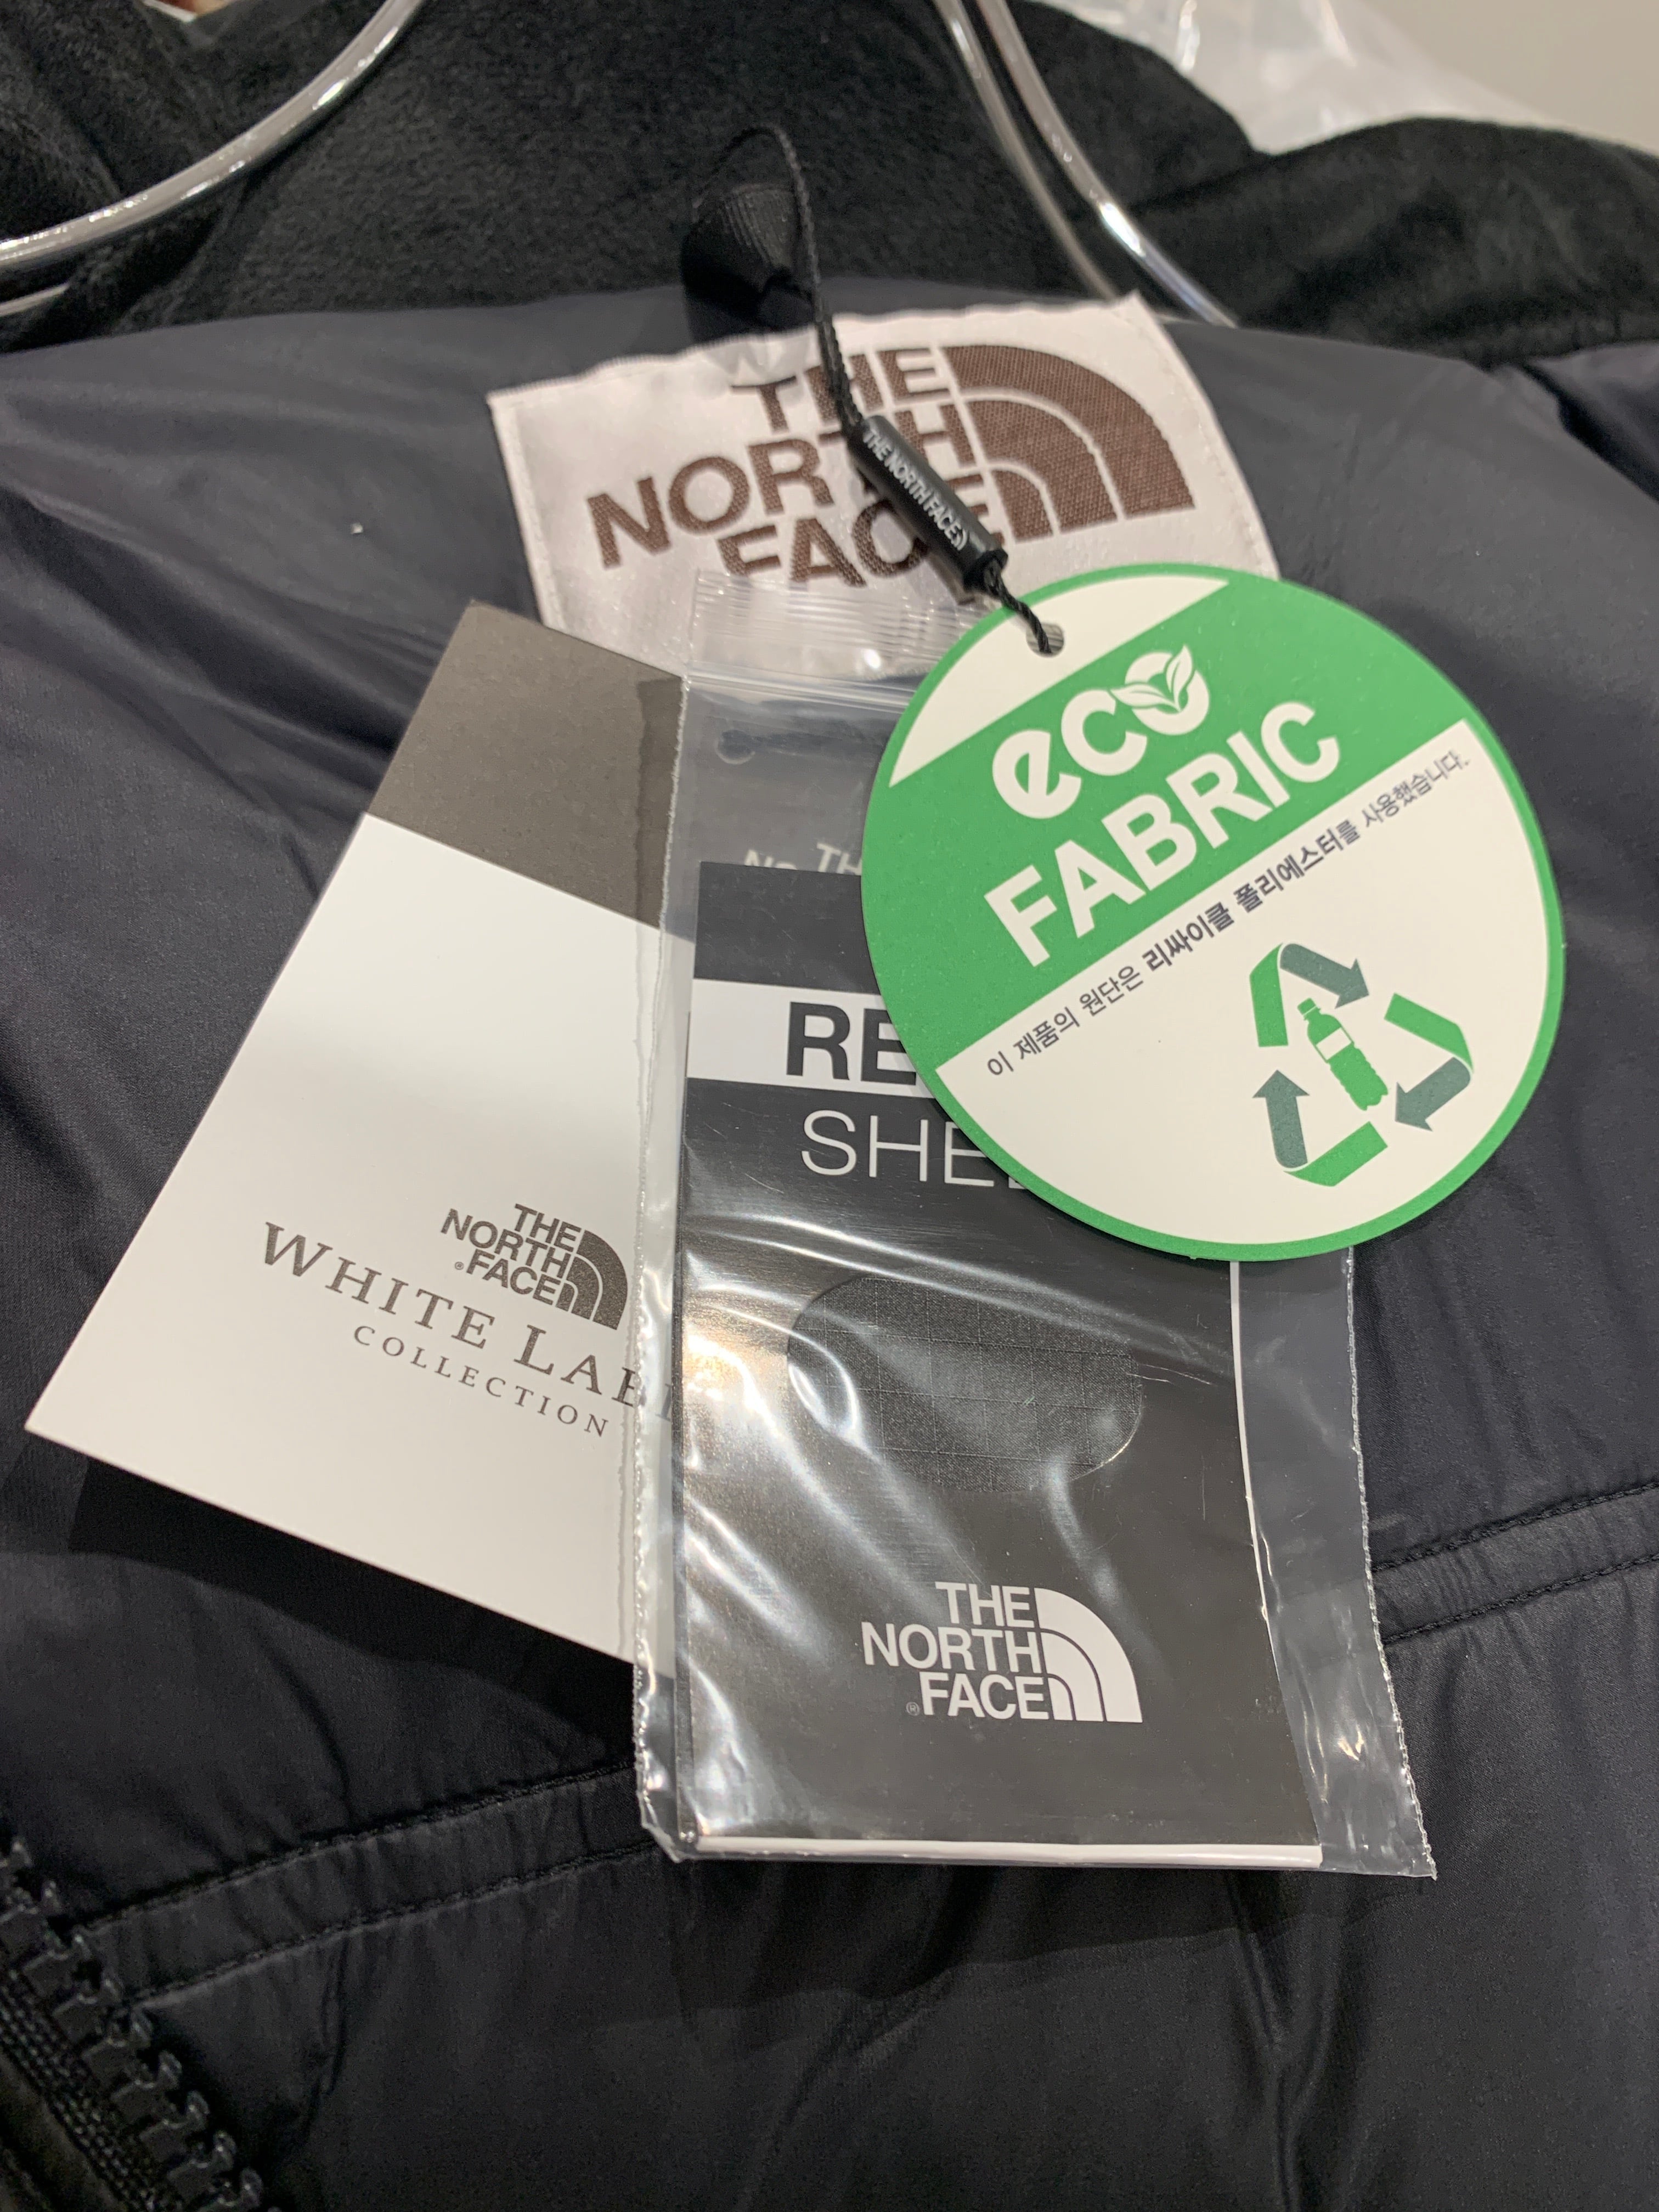 THE
NORTH
FACE
THE NORTH FACE
eco
FABRIC
이 제품의 원단은 리싸이클 폴리에스터를 사용했습니다.
THE
NORTH
FACE
WHITE LABEL
COLLECTION
SHE
THE
NORTH
FACE